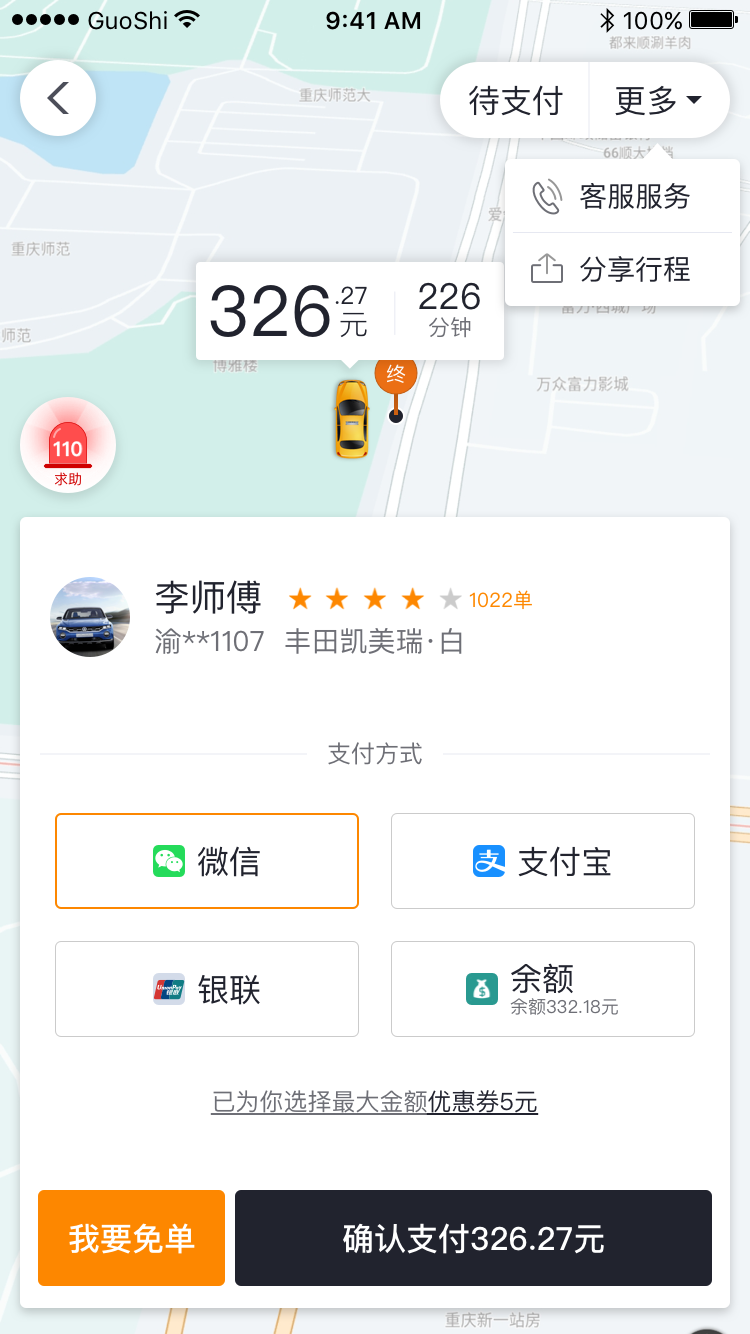 GuoShi
9:41 AM
100%
都来顺涮羊肉
重庆师范大
待支付
更多
66顺大
客服服务
分享行程
重庆师范
326.27元
226
分钟
师范
博雅楼
终
万众富力影城
110
求助
李师傅
1022单
渝**1107 丰田凯美瑞·白
支付方式
微信
支付宝
银联
余额
余额332.18元
已为你选择最大金额优惠券5元
我要免单
确认支付326.27元
重庆新一站房